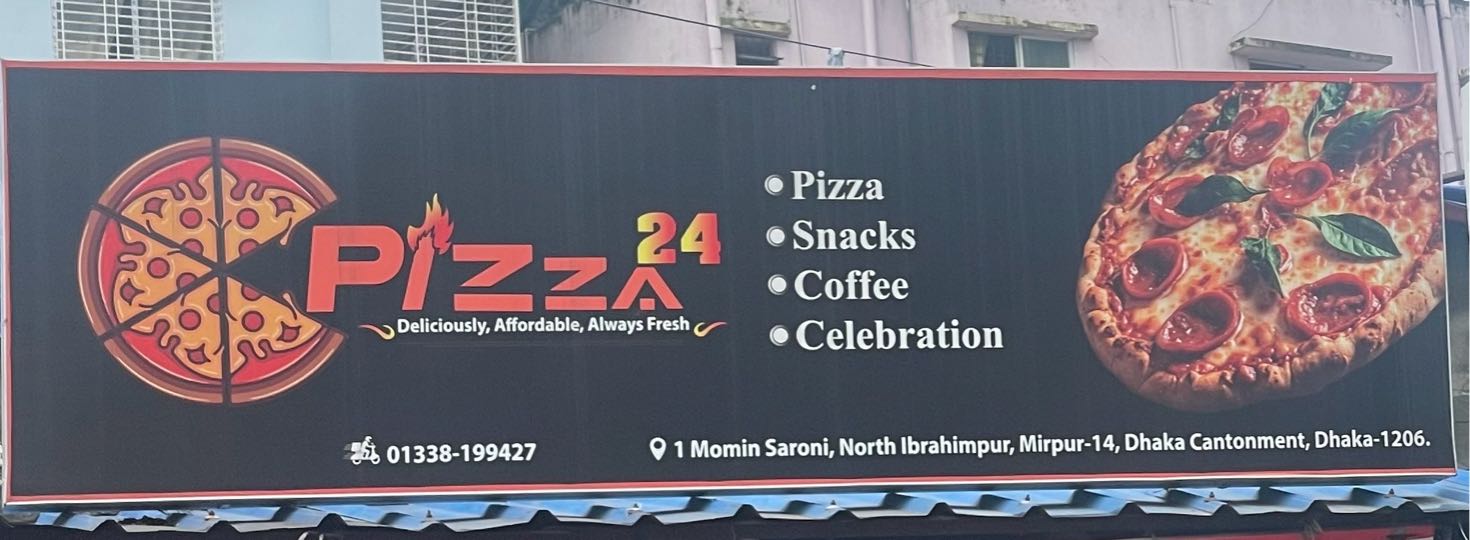 Pizza 24
Deliciously, Affordable, Always Fresh
Pizza
Snacks
Coffee
Celebration
01338-199427
1 Momin Saroni, North Ibrahimpur, Mirpur-14, Dhaka Cantonment, Dhaka-1206.